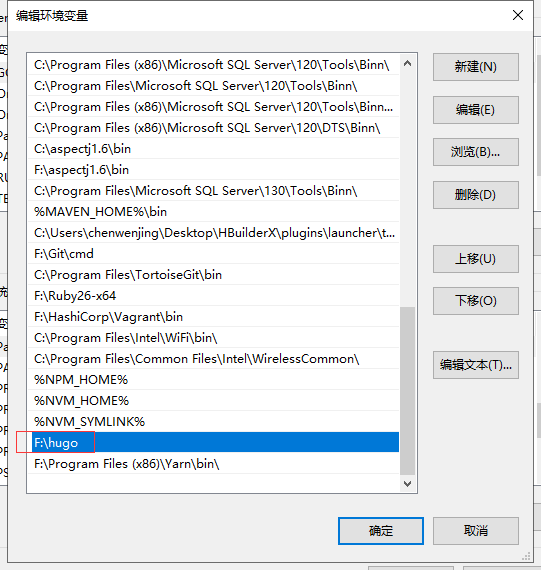 编辑环境变量
C:\Program Files (x86)\Microsoft SQL Server\120\Tools\Binn\
C:\Program Files\Microsoft SQL Server\120\Tools\Binn\
C:\Program Files (x86)\Microsoft SQL Server\120\Tools\Binn...
C:\Program Files (x86)\Microsoft SQL Server\120\DTS\Binn\
C:\aspectj1.6\bin
F:\aspectj1.6\bin
C:\Program Files\Microsoft SQL Server\130\Tools\Binn\
%MAVEN_HOME%\bin
C:\Users\chenwenjing\Desktop\HBuilderX\plugins\launcher\t...
F:\Git\cmd
C:\Program Files\TortoiseGit\bin
F:\Ruby26-x64
F:\HashiCorp\Vagrant\bin
C:\Program Files\Intel\WiFi\bin\
C:\Program Files\Common Files\Intel\WirelessCommon\
%NPM_HOME%
%NVM_HOME%
%NVM_SYMLINK%
F:\hugo
F:\Program Files (x86)\Yarn\bin\
新建(N)
编辑(E)
浏览(B)...
删除(D)
上移(U)
下移(O)
编辑文本(T)...
确定
取消